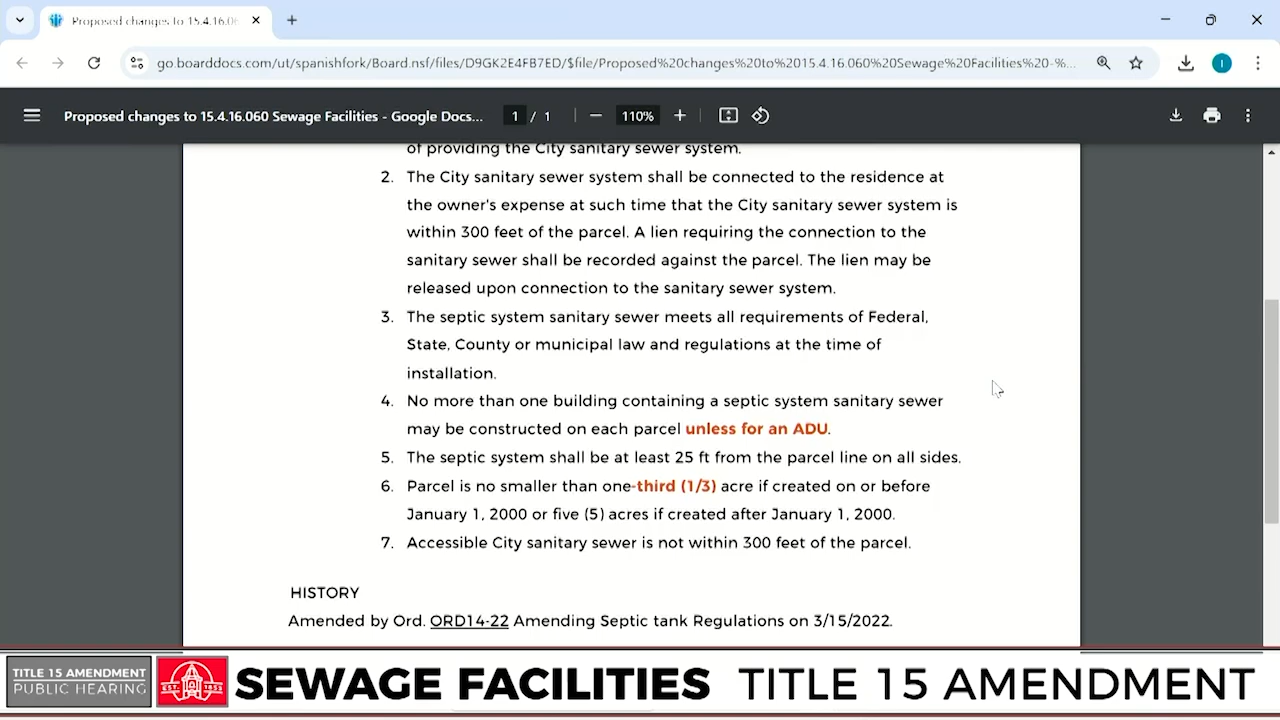 Proposed changes to 15.4.16.06
go.boarddocs.com/ut/spanishfork/Board.nsf/files/D9GK2E4FB7ED/$file/Proposed%20changes%20to%2015.4.16.060%20Sewage%20Facilities%20-%...
Proposed changes to 15.4.16.060 Sewage Facilities - Google Docs...
1 / 1
110%
of providing the City sanitary sewer system.
2. The City sanitary sewer system shall be connected to the residence at
the owner's expense at such time that the City sanitary sewer system is
within 300 feet of the parcel. A lien requiring the connection to the
sanitary sewer shall be recorded against the parcel. The lien may be
released upon connection to the sanitary sewer system.
3. The septic system sanitary sewer meets all requirements of Federal,
State, County or municipal law and regulations at the time of
installation.
4. No more than one building containing a septic system sanitary sewer
may be constructed on each parcel unless for an ADU.
5. The septic system shall be at least 25 ft from the parcel line on all sides.
6. Parcel is no smaller than one-third (1/3) acre if created on or before
January 1, 2000 or five (5) acres if created after January 1, 2000.
7. Accessible City sanitary sewer is not within 300 feet of the parcel.
HISTORY
Amended by Ord. ORD14-22 Amending Septic tank Regulations on 3/15/2022.
TITLE 15 AMENDMENT
PUBLIC HEARING
EST. 1853
SEWAGE FACILITIES TITLE 15 AMENDMENT